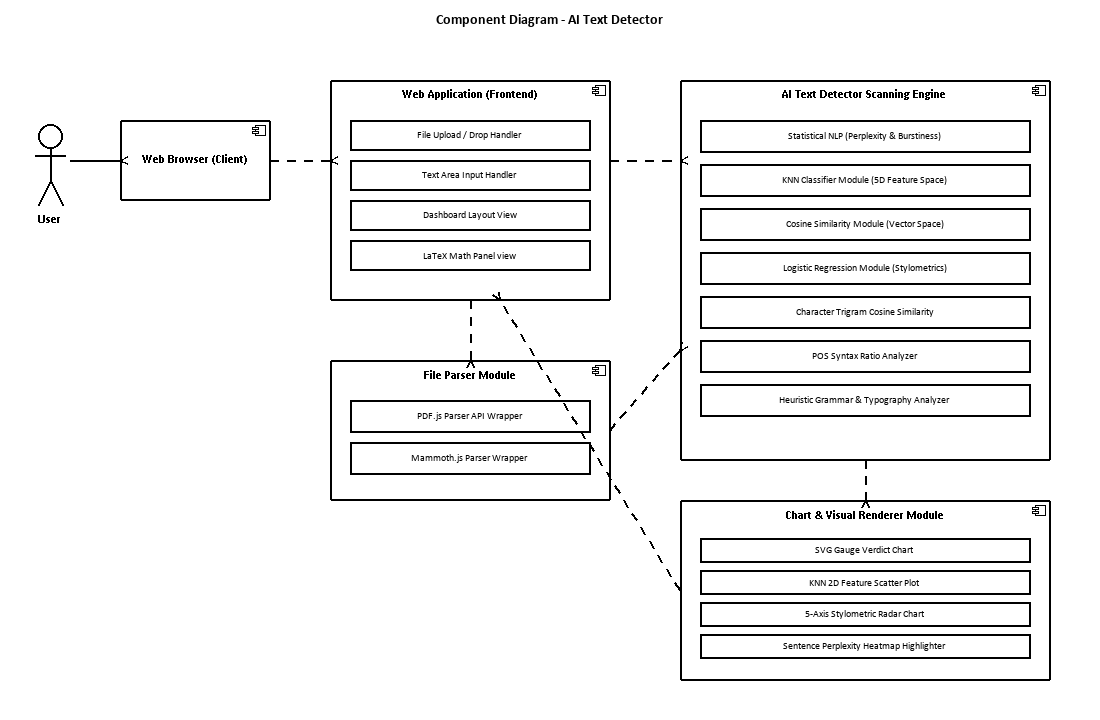 Component Diagram - AI Text Detector
User
Web Browser (Client)
Web Application (Frontend)
File Upload / Drop Handler
Text Area Input Handler
Dashboard Layout View
LaTeX Math Panel view
File Parser Module
PDF.js Parser API Wrapper
Mammoth.js Parser Wrapper
AI Text Detector Scanning Engine
Statistical NLP (Perplexity & Burstiness)
KNN Classifier Module (5D Feature Space)
Cosine Similarity Module (Vector Space)
Logistic Regression Module (Stylometrics)
Character Trigram Cosine Similarity
POS Syntax Ratio Analyzer
Heuristic Grammar & Typography Analyzer
Chart & Visual Renderer Module
SVG Gauge Verdict Chart
KNN 2D Feature Scatter Plot
5-Axis Stylometric Radar Chart
Sentence Perplexity Heatmap Highlighter